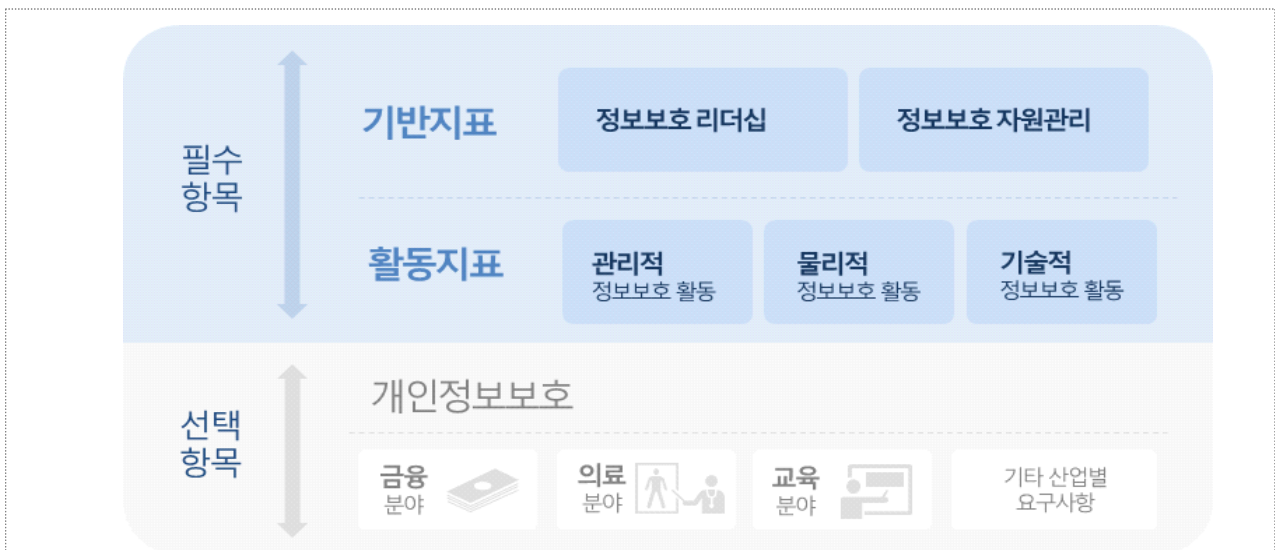 필수
항목
기반지표
정보보호 리더십
정보보호 자원관리
활동지표
관리적
정보보호 활동
물리적
정보보호 활동
기술적
정보보호 활동
선택
항목
개인정보보호
금융
분야
의료
분야
교육
분야
기타 산업별
요구사항